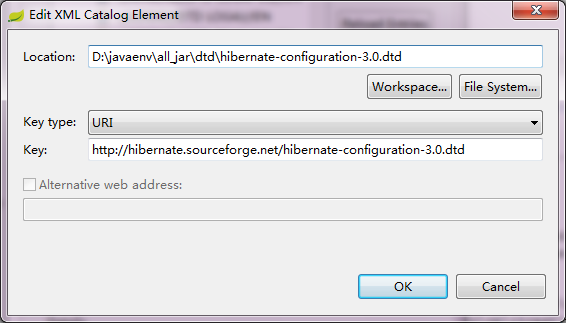 Edit XML Catalog Element
Location: D:\javaenv\all_jar\dtd\hibernate-configuration-3.0.dtd
Workspace... File System...
Key type: URI
Key: http://hibernate.sourceforge.net/hibernate-configuration-3.0.dtd
Alternative web address:
OK Cancel